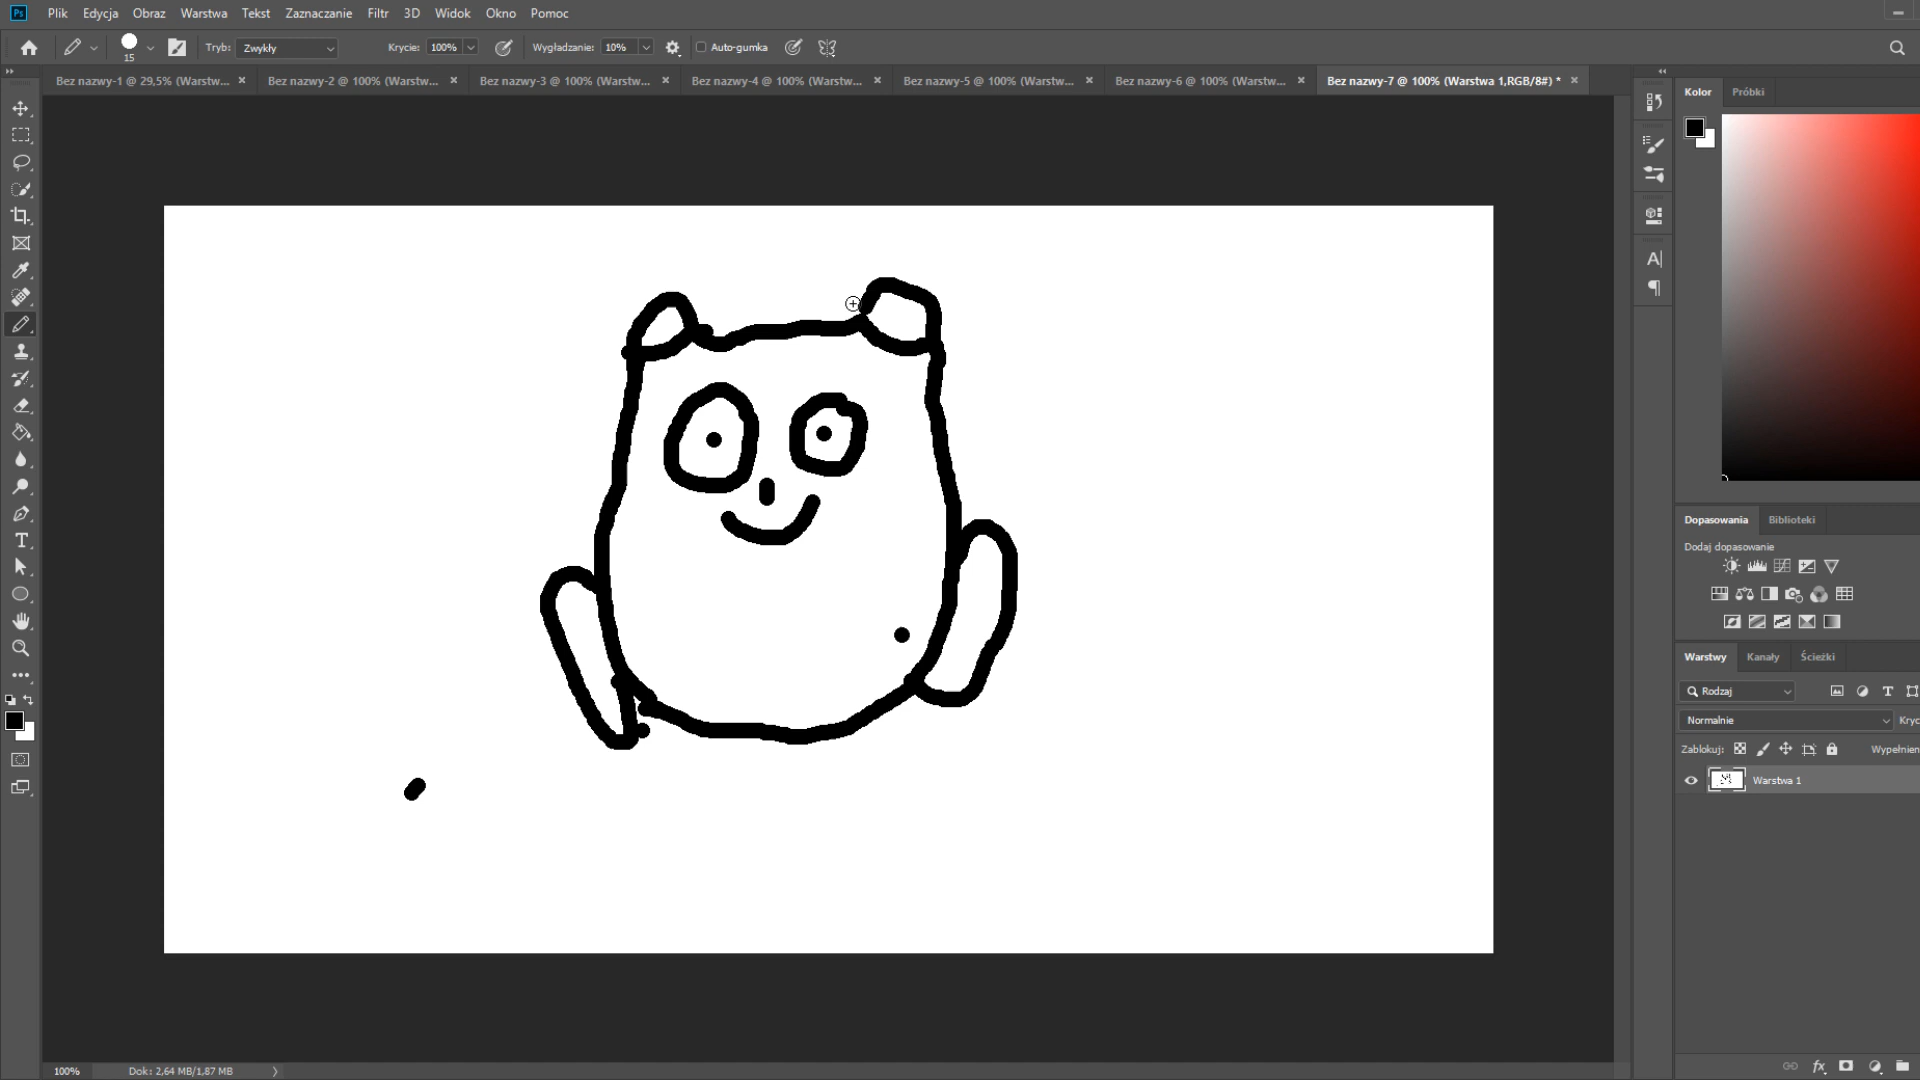 Ps Plik Edycja Obraz Warstwa Tekst Zaznaczanie Filtr 3D Widok Okno Pomoc
15 Tryb: Zwykły Krycie: 100% Wygładzanie: 10% Auto-gumka
Bez nazwy-1 @ 29,5% (Warstw... Bez nazwy-2 @ 100% (Warstw... Bez nazwy-3 @ 100% (Warstw... Bez nazwy-4 @ 100% (Warstw... Bez nazwy-5 @ 100% (Warstw... Bez nazwy-6 @ 100% (Warstw... Bez nazwy-7 @ 100% (Warstwa 1,RGB/8#) *
Kolor Próbki
Dopasowania Biblioteki
Dodaj dopasowanie
Warstwy Kanały Ścieżki
Rodzaj
Normalnie Kryc
Zablokuj: Wypełnien
Warstwa 1
100% Dok: 2,64 MB/1,87 MB